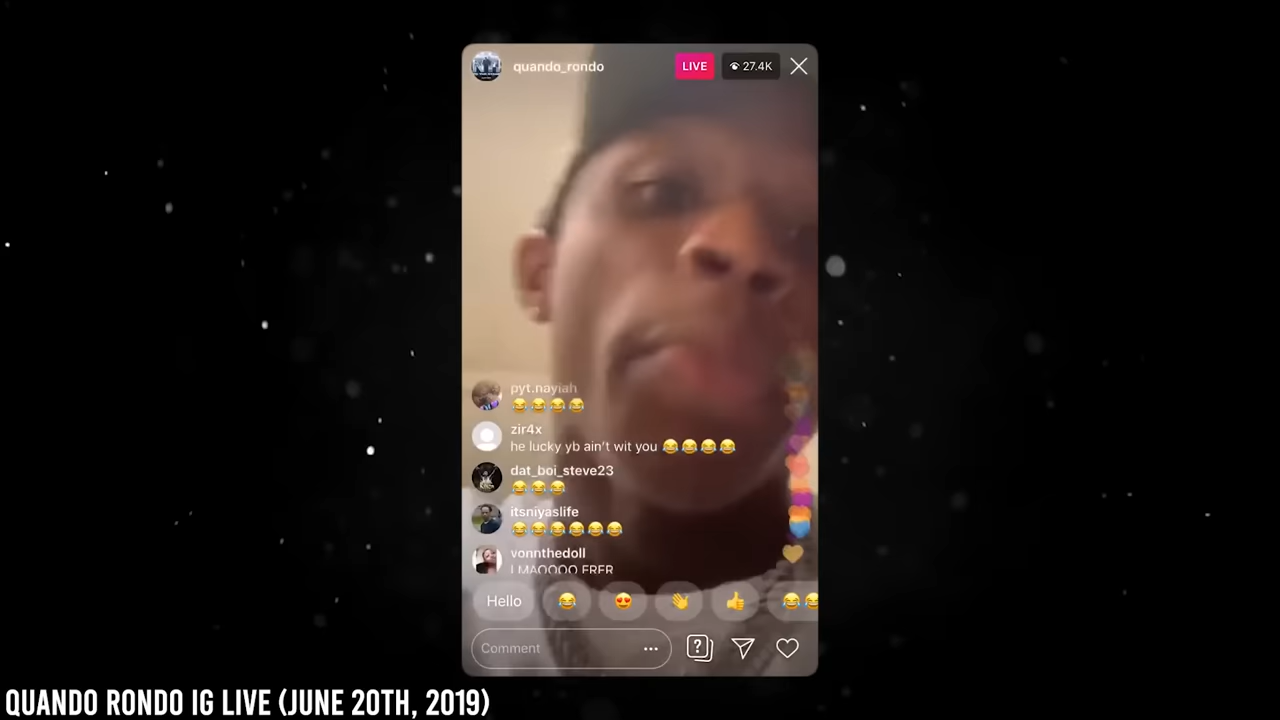 quando_rondo LIVE 27.4K
pyt.nayiah
😂😂😂😂
zir4x
he lucky yb ain't wit you 😂😂😂😂
dat_boi_steve23
😂😂😂
itsniyaslife
😂😂😂😂😂😂
vonnthedoll
LMAOOOO FRFR
Hello 😂 😍 👋 👍 😂😂
Comment
QUANDO RONDO IG LIVE (JUNE 20TH, 2019)